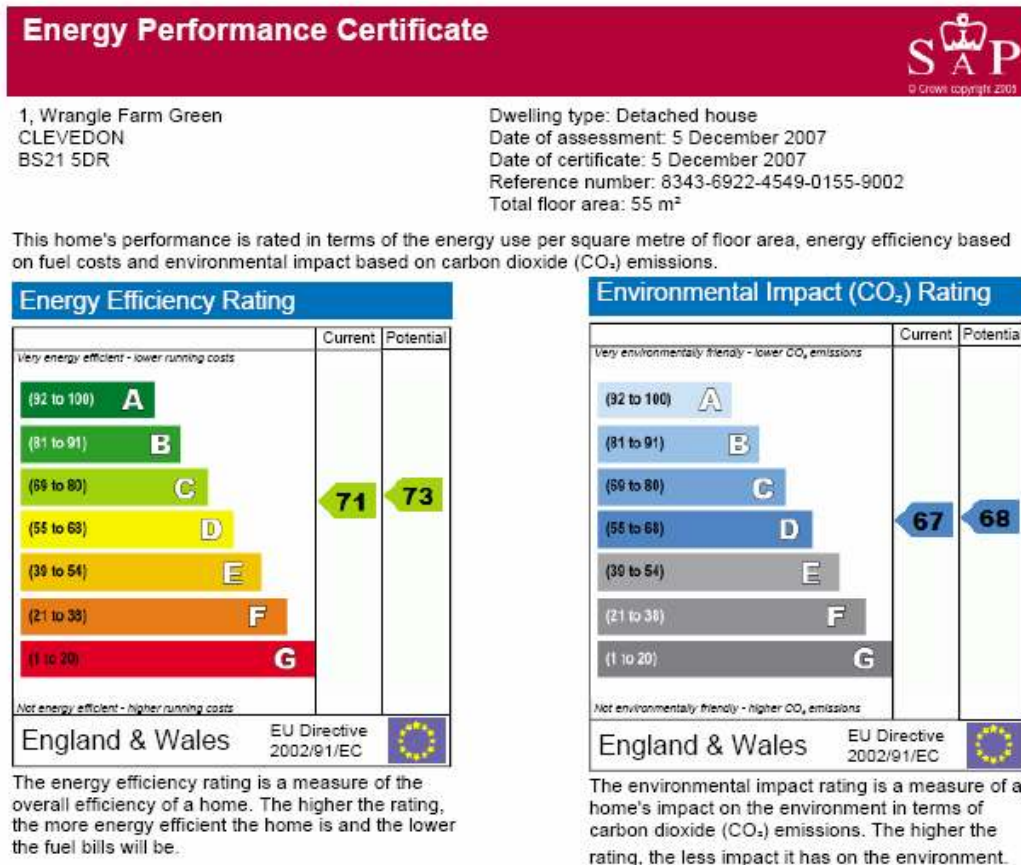 Energy Performance Certificate
SAP
© Crown copyright 2005
1, Wrangle Farm Green
CLEVEDON
BS21 5DR
Dwelling type: Detached house
Date of assessment: 5 December 2007
Date of certificate: 5 December 2007
Reference number: 8343-6922-4549-0155-9002
Total floor area: 55 m²
This home's performance is rated in terms of the energy use per square metre of floor area, energy efficiency based
on fuel costs and environmental impact based on carbon dioxide (CO₂) emissions.
Energy Efficiency Rating
Current Potential
Very energy efficient - lower running costs
(92 to 100) A
(81 to 91) B
(69 to 80) C
71 73
(55 to 68) D
(39 to 54) E
(21 to 38) F
(1 to 20) G
Not energy efficient - higher running costs
England & Wales
EU Directive
2002/91/EC
The energy efficiency rating is a measure of the
overall efficiency of a home. The higher the rating,
the more energy efficient the home is and the lower
the fuel bills will be.
Environmental Impact (CO₂) Rating
Current Potential
Very environmentally friendly - lower CO₂ emissions
(92 to 100) A
(81 to 91) B
(69 to 80) C
(55 to 68) D
67 68
(39 to 54) E
(21 to 38) F
(1 to 20) G
Not environmentally friendly - higher CO₂ emissions
England & Wales
EU Directive
2002/91/EC
The environmental impact rating is a measure of a
home's impact on the environment in terms of
carbon dioxide (CO₂) emissions. The higher the
rating, the less impact it has on the environment.